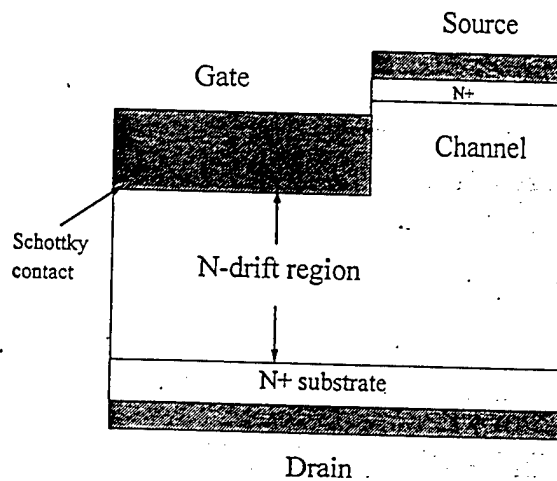 Source
Gate
N+
Channel
Schottky
contact
N-drift region
N+ substrate
Drain